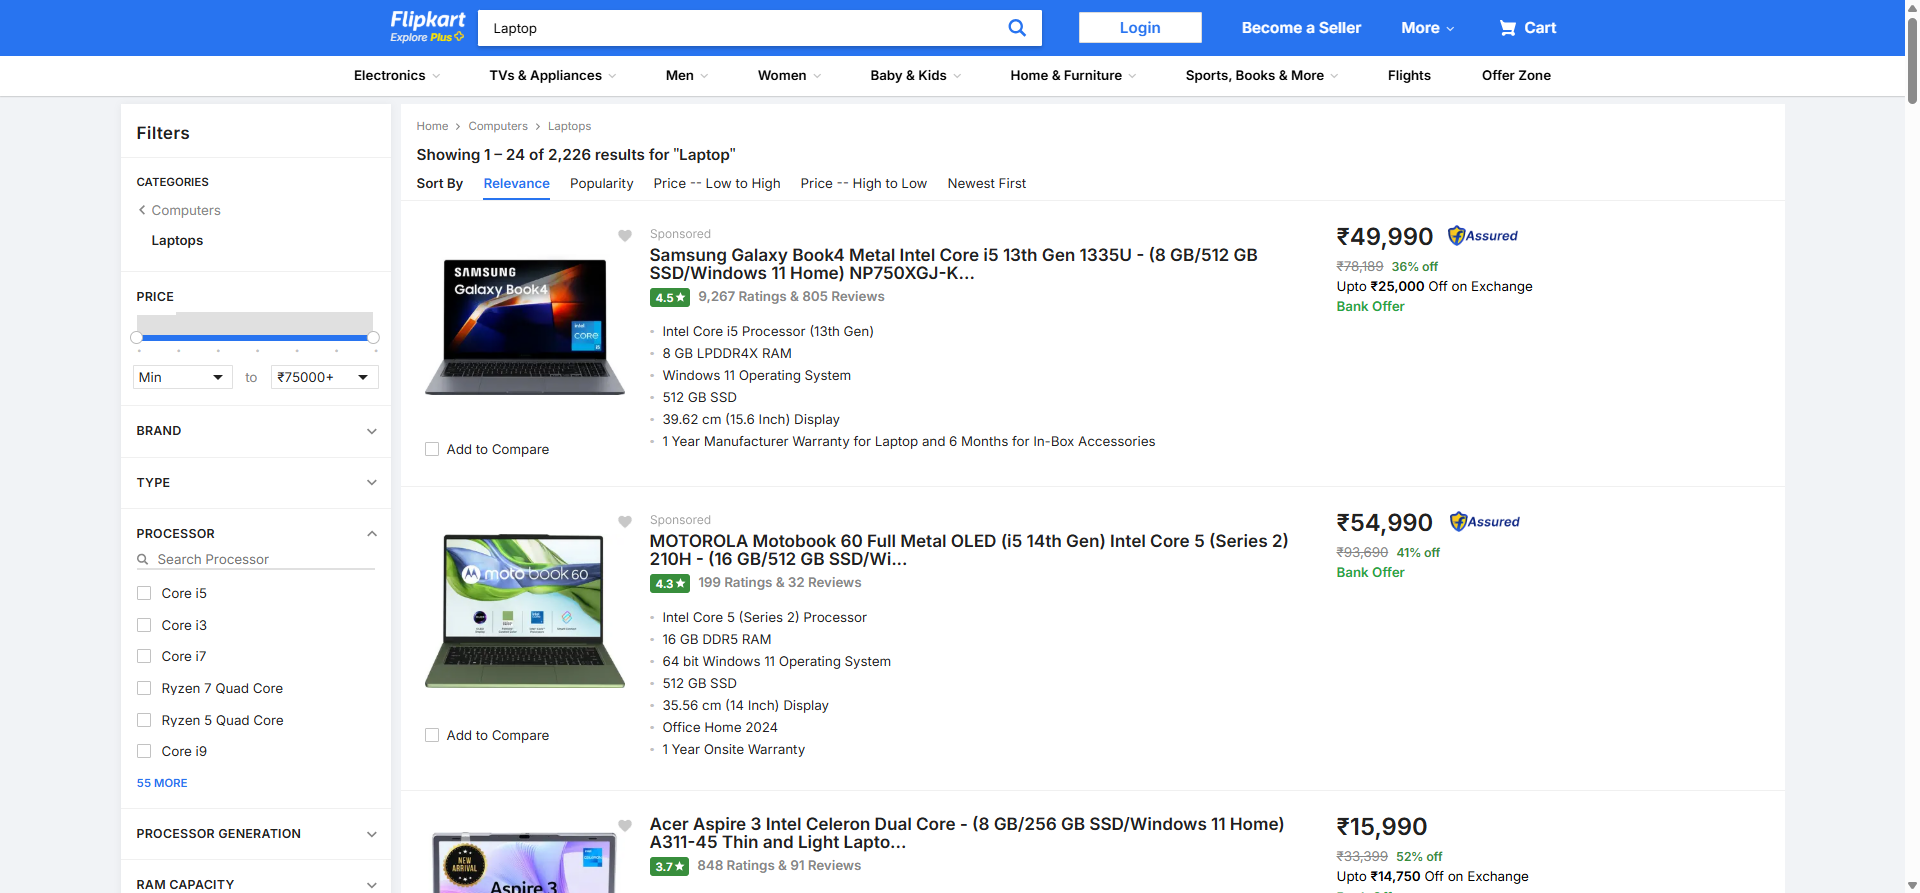 Flipkart
Explore Plus
Laptop
Login
Become a Seller
More
Cart
Electronics
TVs & Appliances
Men
Women
Baby & Kids
Home & Furniture
Sports, Books & More
Flights
Offer Zone
Filters
CATEGORIES
Computers
Laptops
PRICE
Min
to
₹75000+
BRAND
TYPE
PROCESSOR
Search Processor
Core i5
Core i3
Core i7
Ryzen 7 Quad Core
Ryzen 5 Quad Core
Core i9
55 MORE
PROCESSOR GENERATION
RAM CAPACITY
Home > Computers > Laptops
Showing 1 – 24 of 2,226 results for "Laptop"
Sort By Relevance Popularity Price -- Low to High Price -- High to Low Newest First
SAMSUNG
Galaxy Book4
intel
CORE
i5
Add to Compare
Sponsored
Samsung Galaxy Book4 Metal Intel Core i5 13th Gen 1335U - (8 GB/512 GB
SSD/Windows 11 Home) NP750XGJ-K...
4.5★ 9,267 Ratings & 805 Reviews
Intel Core i5 Processor (13th Gen)
8 GB LPDDR4X RAM
Windows 11 Operating System
512 GB SSD
39.62 cm (15.6 Inch) Display
1 Year Manufacturer Warranty for Laptop and 6 Months for In-Box Accessories
₹49,990 Assured
₹78,189 36% off
Upto ₹25,000 Off on Exchange
Bank Offer
moto book 60
Add to Compare
Sponsored
MOTOROLA Motobook 60 Full Metal OLED (i5 14th Gen) Intel Core 5 (Series 2)
210H - (16 GB/512 GB SSD/Wi...
4.3★ 199 Ratings & 32 Reviews
Intel Core 5 (Series 2) Processor
16 GB DDR5 RAM
64 bit Windows 11 Operating System
512 GB SSD
35.56 cm (14 Inch) Display
Office Home 2024
1 Year Onsite Warranty
₹54,990 Assured
₹93,690 41% off
Bank Offer
NEW
ARRIVAL
Aspire 3
Acer Aspire 3 Intel Celeron Dual Core - (8 GB/256 GB SSD/Windows 11 Home)
A311-45 Thin and Light Lapto...
3.7★ 848 Ratings & 91 Reviews
₹15,990
₹33,399 52% off
Upto ₹14,750 Off on Exchange